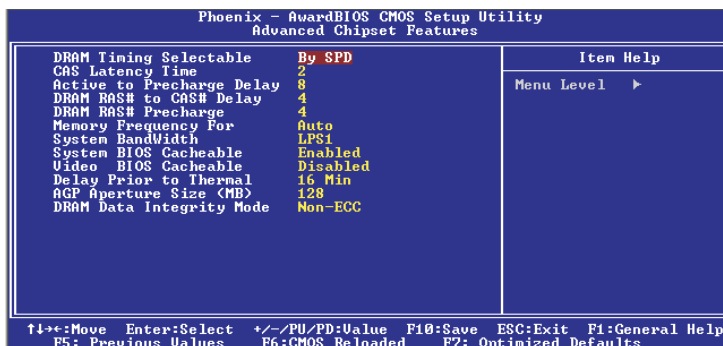 Phoenix - AwardBIOS CMOS Setup Utility
Advanced Chipset Features
DRAM Timing Selectable By SPD
CAS Latency Time 2
Active to Precharge Delay 8
DRAM RAS# to CAS# Delay 4
DRAM RAS# Precharge 4
Memory Frequency For Auto
System BandWidth LPS1
System BIOS Cacheable Enabled
Video BIOS Cacheable Disabled
Delay Prior to Thermal 16 Min
AGP Aperture Size (MB) 128
DRAM Data Integrity Mode Non-ECC
Item Help
Menu Level ▶
↑↓→←:Move Enter:Select +/-/PU/PD:Value F10:Save ESC:Exit F1:General Help
F5: Previous Values F6:CMOS Reloaded F7: Optimized Defaults